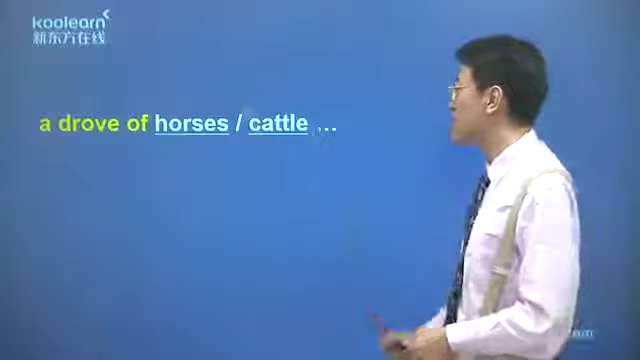 koolearn
新东方在线
a drove of horses / cattle ...